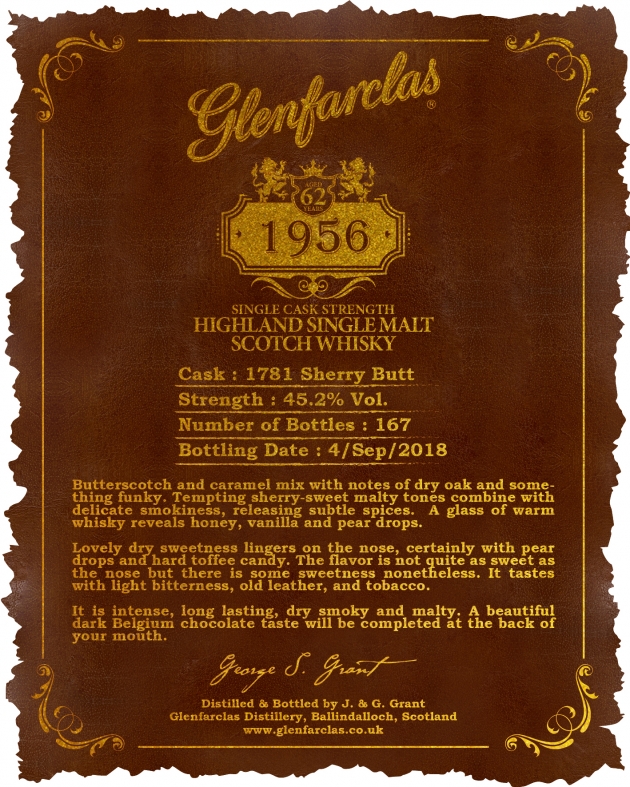 Glenfarclas
®
AGED
62
YEARS
1956
SINGLE CASK STRENGTH
HIGHLAND SINGLE MALT
SCOTCH WHISKY
Cask : 1781 Sherry Butt
Strength : 45.2% Vol.
Number of Bottles : 167
Bottling Date : 4/Sep/2018
Butterscotch and caramel mix with notes of dry oak and some-
thing funky. Tempting sherry-sweet malty tones combine with
delicate smokiness, releasing subtle spices. A glass of warm
whisky reveals honey, vanilla and pear drops.
Lovely dry sweetness lingers on the nose, certainly with pear
drops and hard toffee candy. The flavor is not quite as sweet as
the nose but there is some sweetness nonetheless. It tastes
with light bitterness, old leather, and tobacco.
It is intense, long lasting, dry smoky and malty. A beautiful
dark Belgium chocolate taste will be completed at the back of
your mouth.
George S. Grant
Distilled & Bottled by J. & G. Grant
Glenfarclas Distillery, Ballindalloch, Scotland
www.glenfarclas.co.uk